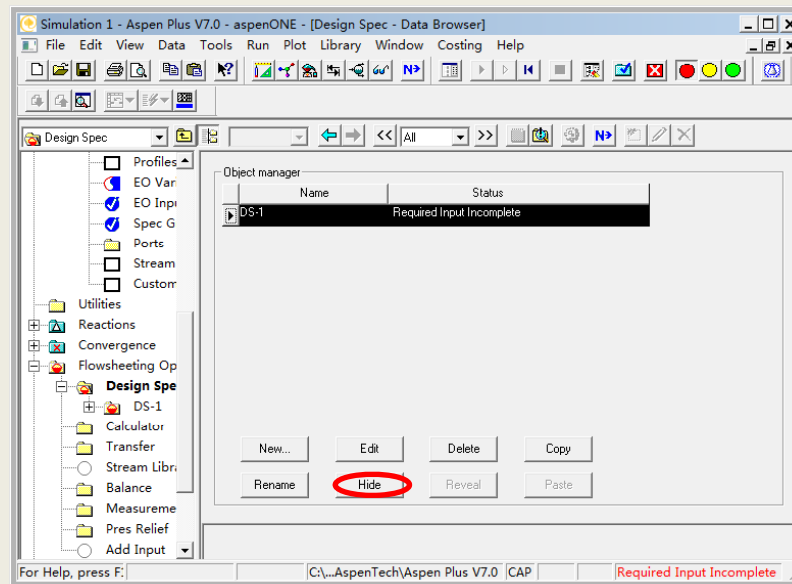 Simulation 1 - Aspen Plus V7.0 - aspenONE - [Design Spec - Data Browser]
File Edit View Data Tools Run Plot Library Window Costing Help
N>
Design Spec
<< All >> N>
Profiles
EO Var
EO Inpu
Spec G
Ports
Stream
Custom
Utilities
Reactions
Convergence
Flowsheeting Op
Design Spe
DS-1
Calculator
Transfer
Stream Libra
Balance
Measureme
Pres Relief
Add Input
Object manager
Name Status
DS-1 Required Input Incomplete
New... Edit Delete Copy
Rename Hide Reveal Paste
For Help, press F: C:\...AspenTech\Aspen Plus V7.0 CAP Required Input Incomplete